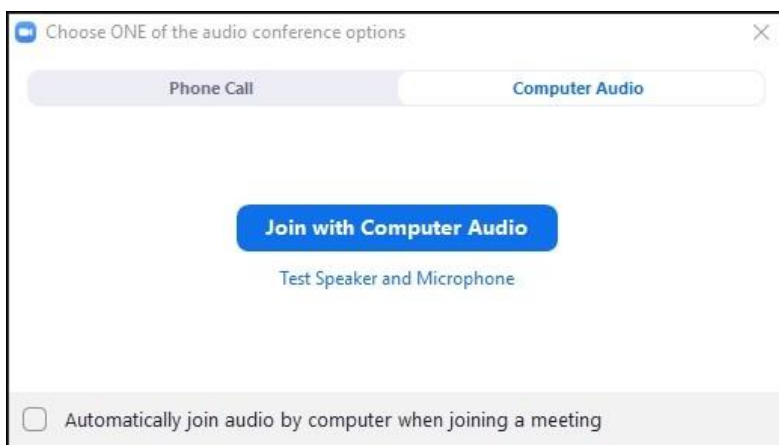 Choose ONE of the audio conference options
Phone Call
Computer Audio
Join with Computer Audio
Test Speaker and Microphone
Automatically join audio by computer when joining a meeting